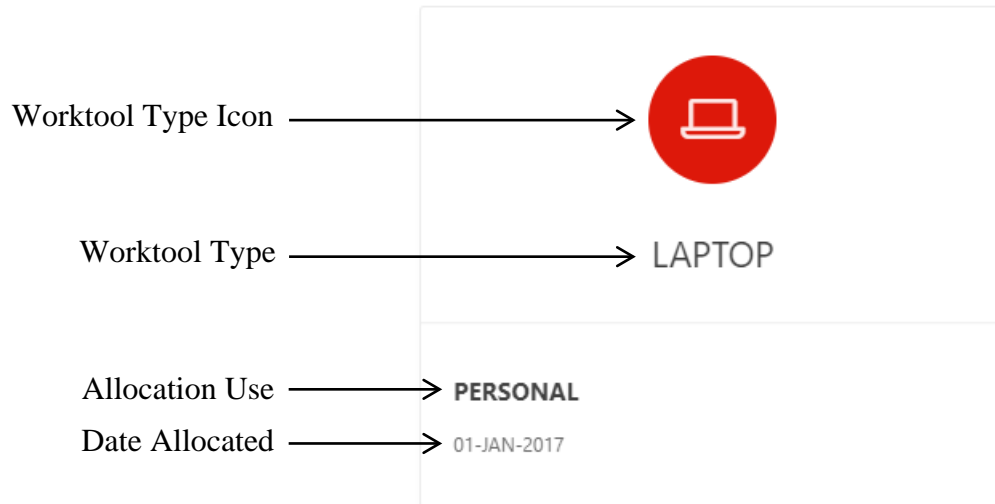 Worktool Type Icon
Worktool Type
LAPTOP
Allocation Use
PERSONAL
Date Allocated
01-JAN-2017